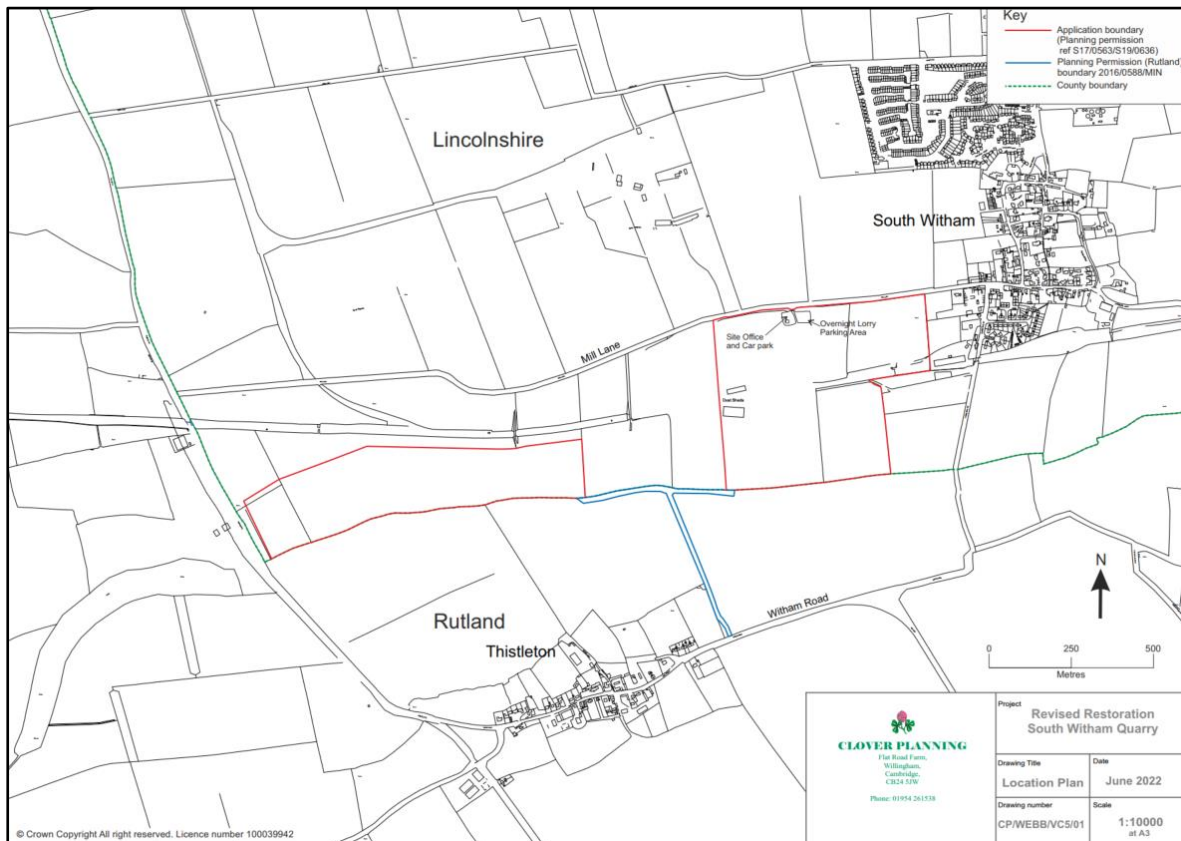 Key
Application boundary
(Planning permission
ref S17/0563/S19/0636)
Planning Permission (Rutland)
boundary 2016/0588/MIN
County boundary
Lincolnshire
South Witham
Site Office
and Car park
Overnight Lorry
Parking Area
Mill Lane
Rutland
Thistleton
Witham Road
N
0 250 500
Metres
CLOVER PLANNING
Flat Road Farm,
Willingham,
Cambridge,
CB24 5JW
Phone: 01954 261538
Project
Revised Restoration
South Witham Quarry
Drawing Title
Location Plan
Date
June 2022
Drawing number
CP/WEBB/VC5/01
Scale
1:10000
at A3
© Crown Copyright All right reserved. Licence number 100039942